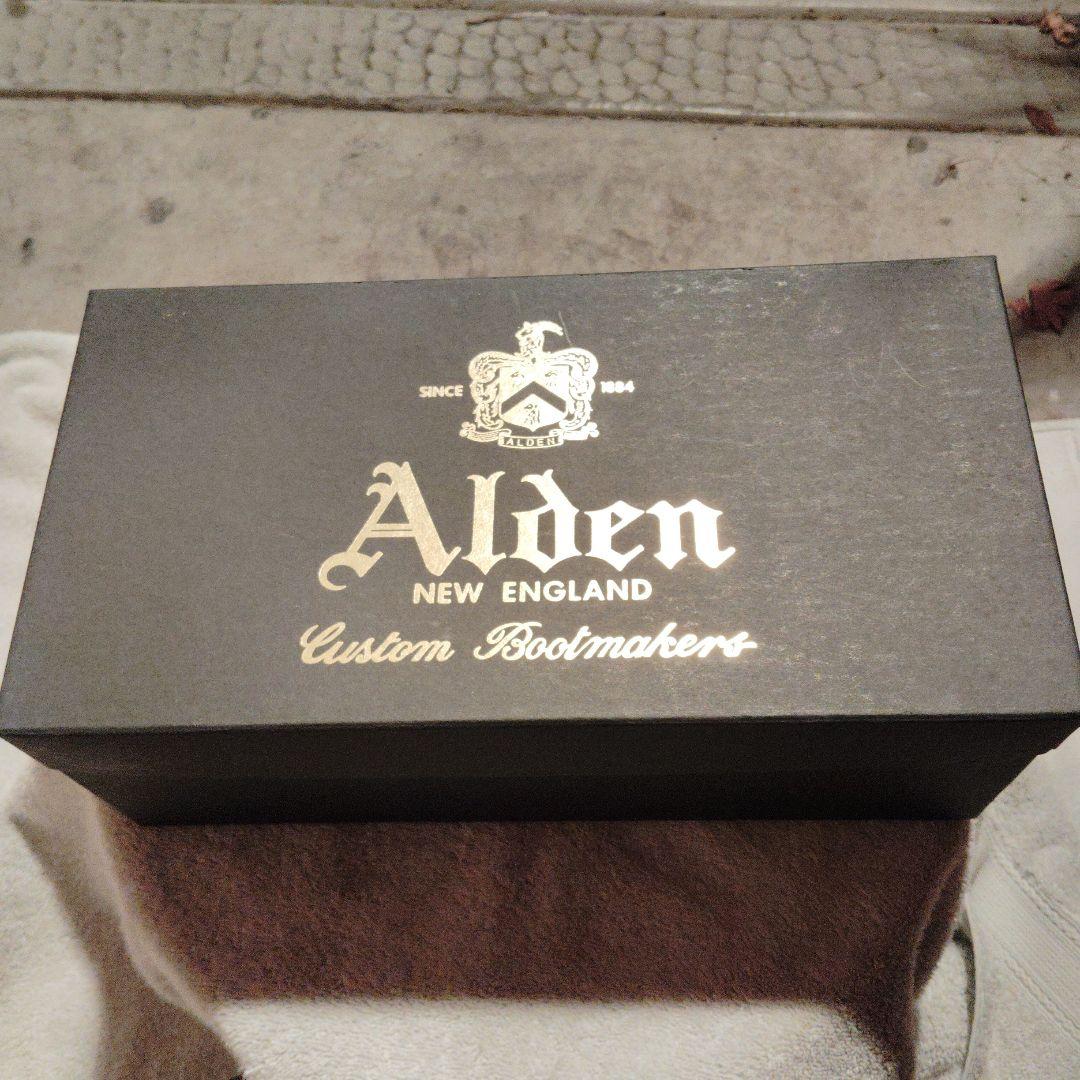 SINCE 1884
ALDEN
Alden
NEW ENGLAND
Custom Bootmakers